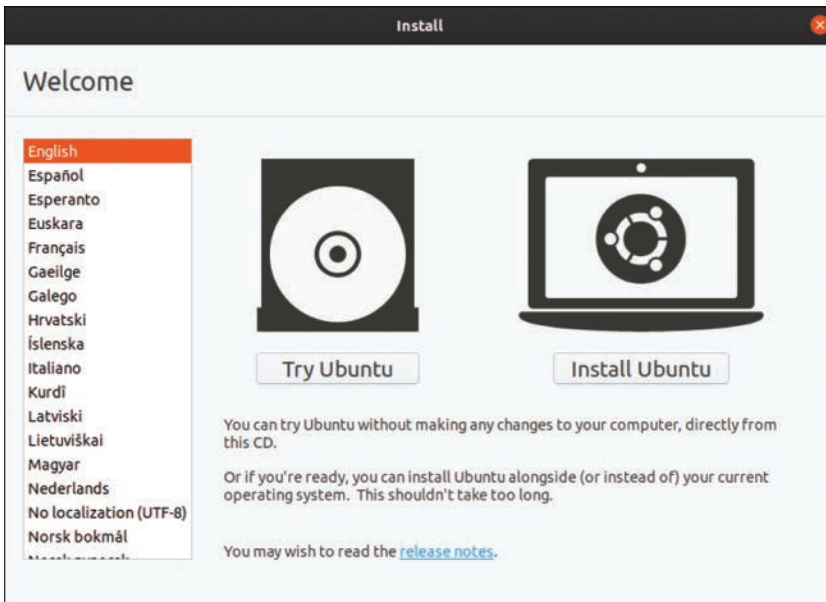 Install
Welcome
English
Español
Esperanto
Euskara
Français
Gaeilge
Galego
Hrvatski
Íslenska
Italiano
Kurdî
Latviski
Lietuviškai
Magyar
Nederlands
No localization (UTF-8)
Norsk bokmål
Try Ubuntu
Install Ubuntu
You can try Ubuntu without making any changes to your computer, directly from
this CD.
Or if you're ready, you can install Ubuntu alongside (or instead of) your current
operating system. This shouldn't take too long.
You may wish to read the release notes.